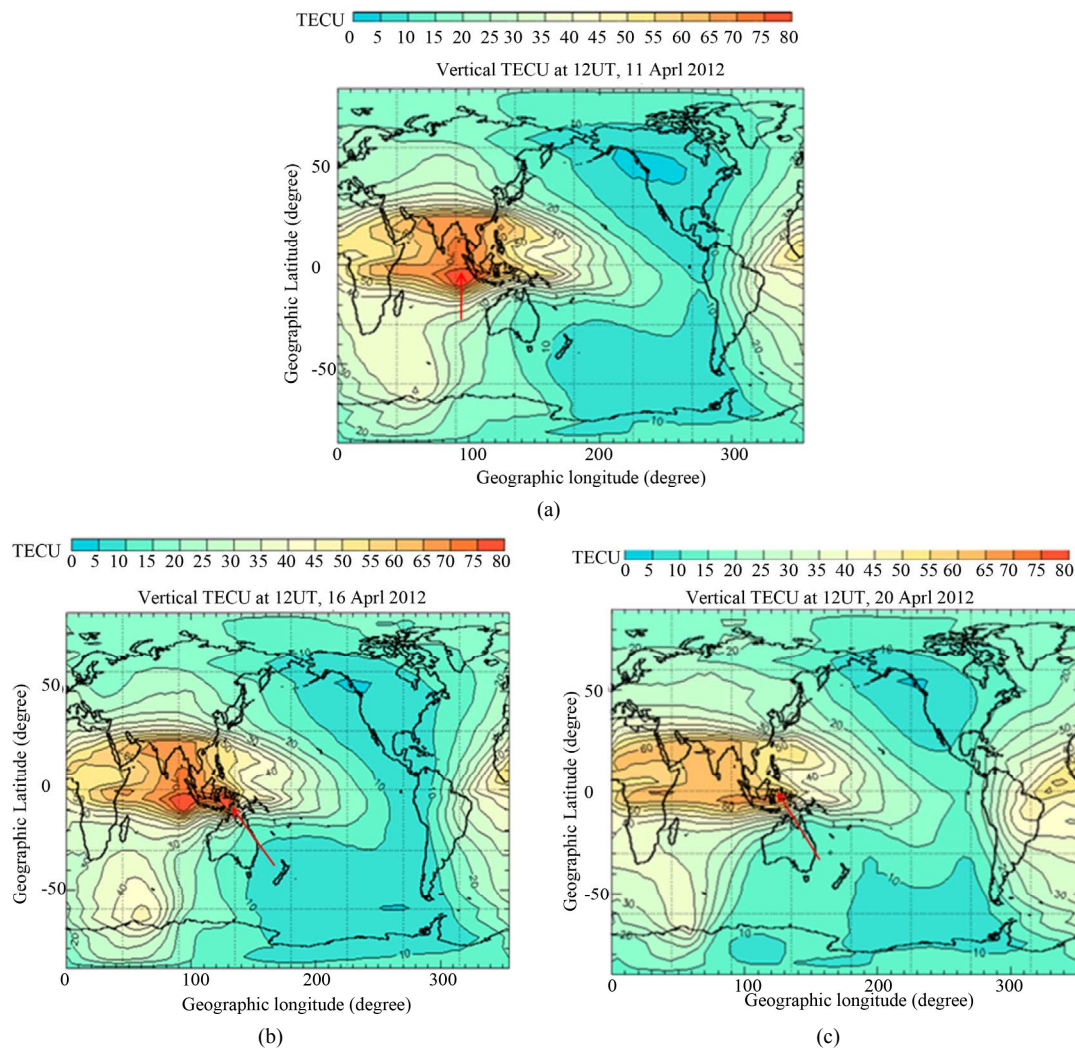 TECU
0 5 10 15 20 25 30 35 40 45 50 55 60 65 70 75 80
Vertical TECU at 12UT, 11 Aprl 2012
Geographic Latitude (degree)
50
0
-50
0 100 200 300
Geographic longitude (degree)
(a)
TECU
0 5 10 15 20 25 30 35 40 45 50 55 60 65 70 75 80
Vertical TECU at 12UT, 16 Aprl 2012
Geographic Latitude (degree)
50
0
-50
0 100 200 300
Geographic longitude (degree)
(b)
TECU
0 5 10 15 20 25 30 35 40 45 50 55 60 65 70 75 80
Vertical TECU at 12UT, 20 Aprl 2012
Geographic Latitude (degree)
50
0
-50
0 100 200 300
Geographic longitude (degree)
(c)